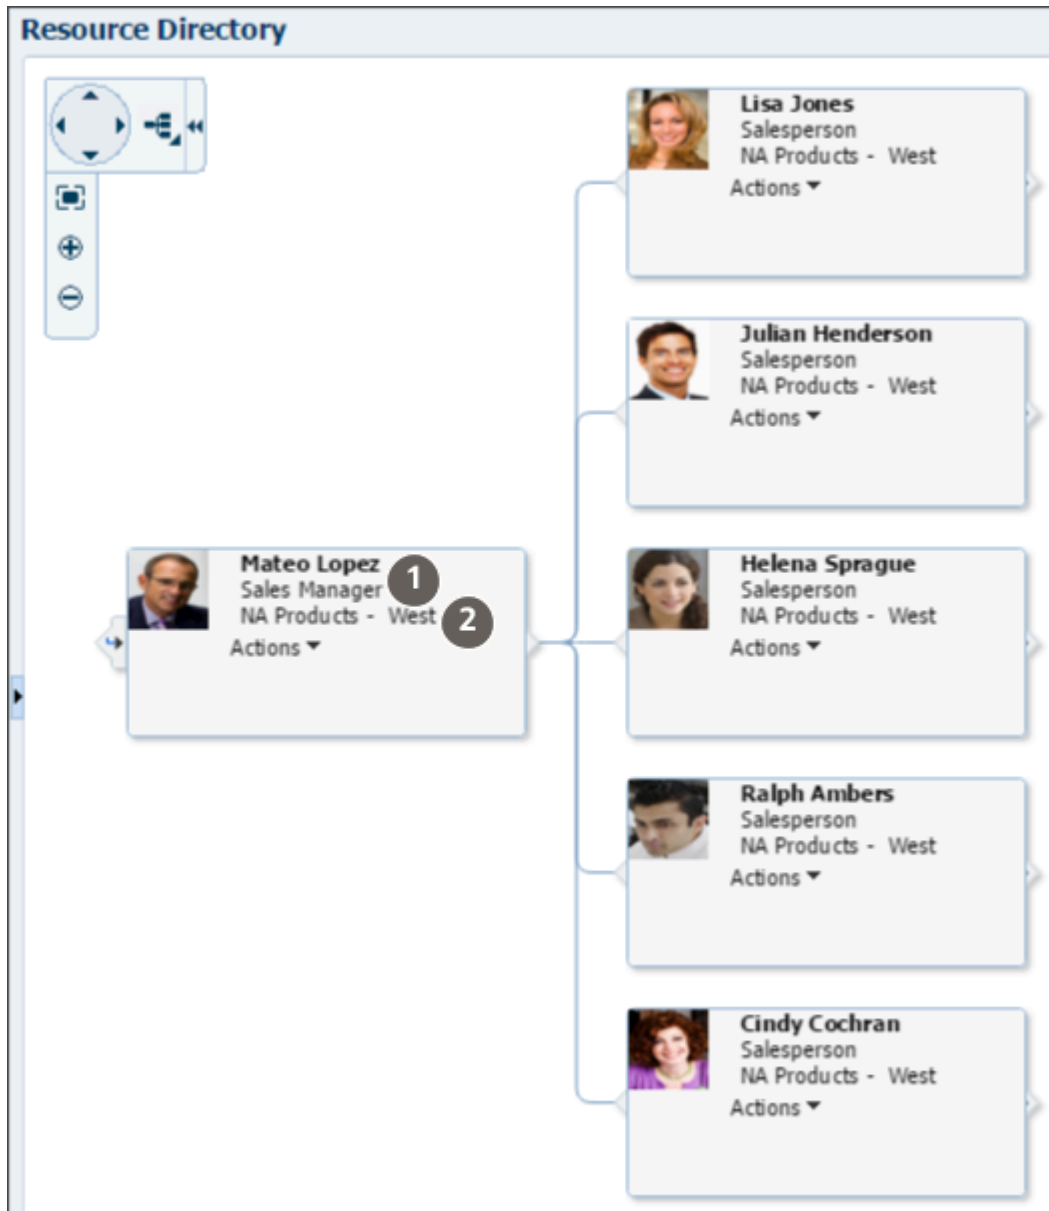 Resource Directory
Lisa Jones
Salesperson
NA Products - West
Actions
Julian Henderson
Salesperson
NA Products - West
Actions
Mateo Lopez
Sales Manager 1
NA Products - West 2
Actions
Helena Sprague
Salesperson
NA Products - West
Actions
Ralph Ambers
Salesperson
NA Products - West
Actions
Cindy Cochran
Salesperson
NA Products - West
Actions